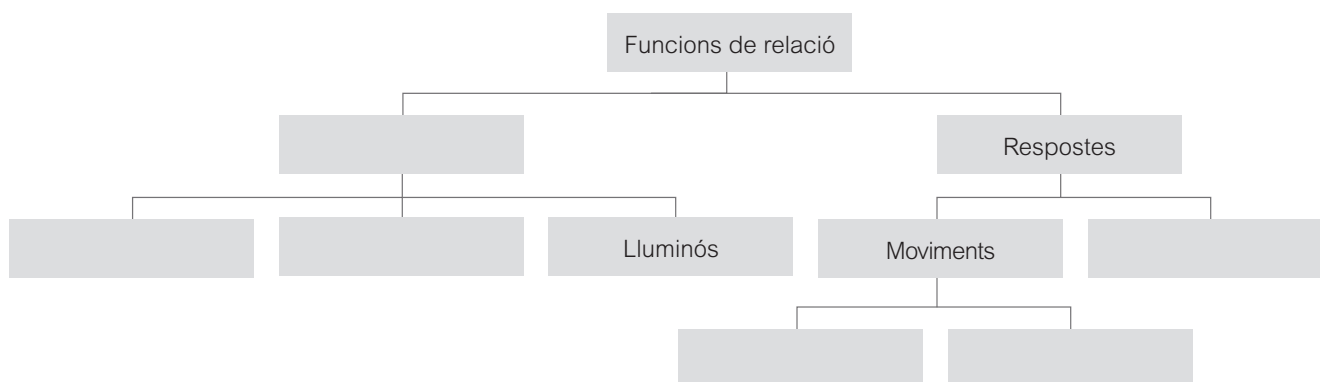 Funcions de relació
Respostes
Lluminós
Moviments